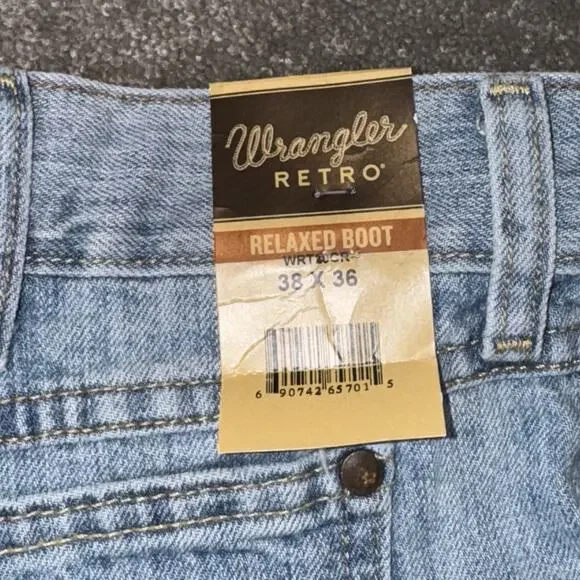 Wrangler
RETRO®
RELAXED BOOT
38 X 36
6 90742 65701 5